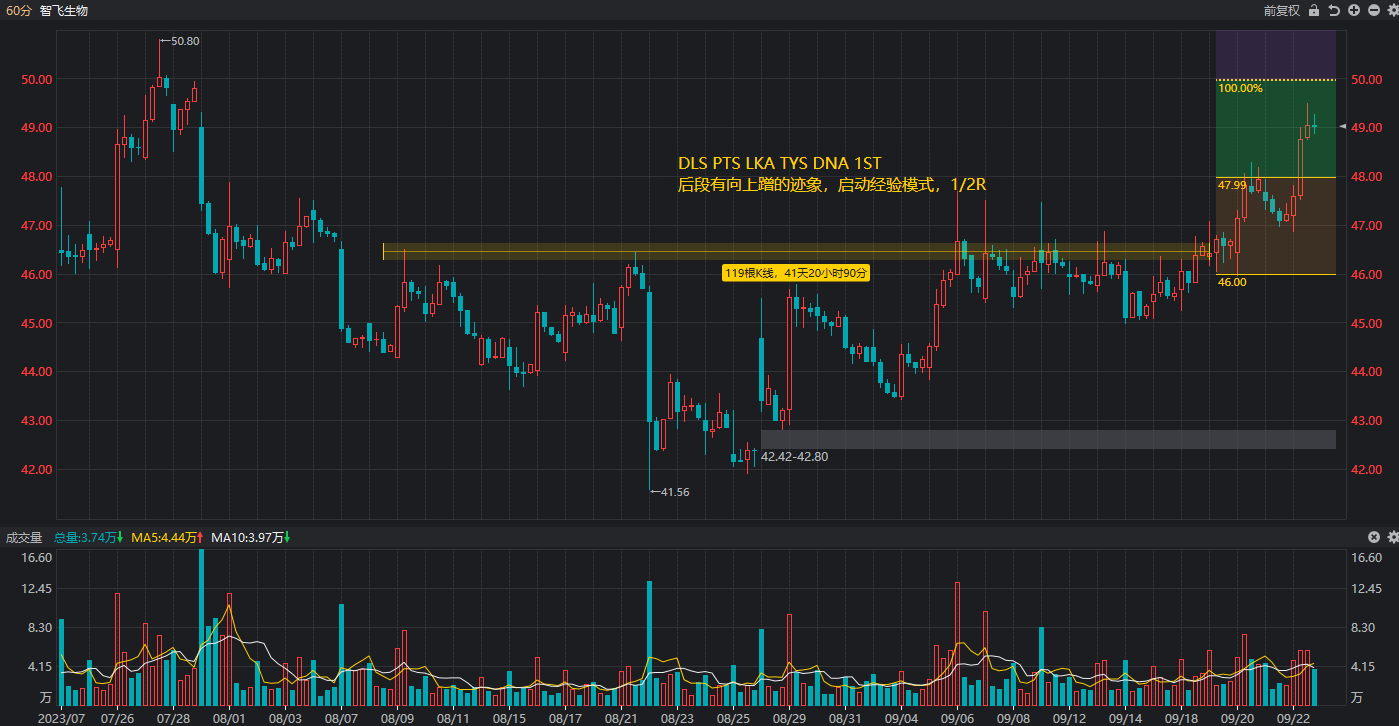 60分 智飞生物 前复权
50.80
50.00 50.00
100.00%
49.00 49.00
DLS PTS LKA TYS DNA 1ST
后段有向上蹭的迹象，启动经验模式，1/2R
48.00 48.00
47.99
47.00 47.00
119根K线，41天20小时90分
46.00 46.00
46.00
45.00 45.00
44.00 44.00
43.00 43.00
42.42-42.80
42.00 42.00
41.56
成交量 总量:3.74万 MA5:4.44万 MA10:3.97万
16.60 16.60
12.45 12.45
8.30 8.30
4.15 4.15
万 万
2023/07 07/26 07/28 08/01 08/03 08/07 08/09 08/11 08/15 08/17 08/21 08/23 08/25 08/29 08/31 09/04 09/06 09/08 09/12 09/14 09/18 09/20 09/22